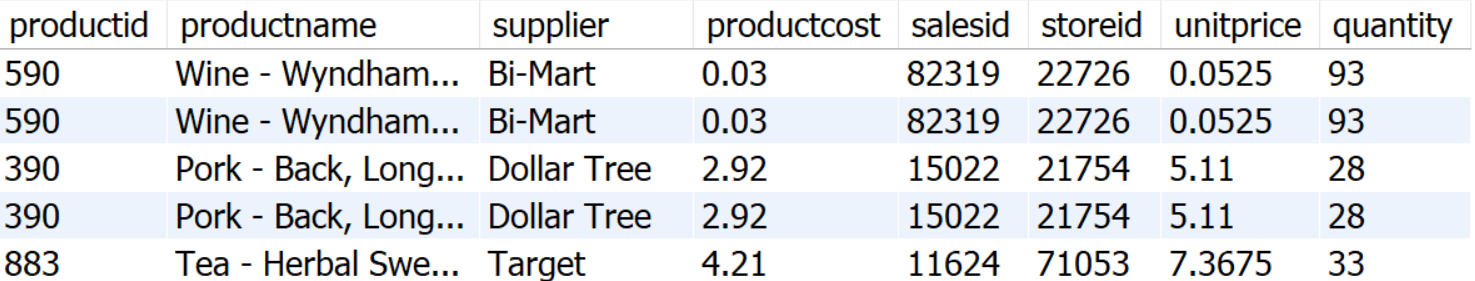 productid productname supplier productcost salesid storeid unitprice quantity
590 Wine - Wyndham... Bi-Mart 0.03 82319 22726 0.0525 93
590 Wine - Wyndham... Bi-Mart 0.03 82319 22726 0.0525 93
390 Pork - Back, Long... Dollar Tree 2.92 15022 21754 5.11 28
390 Pork - Back, Long... Dollar Tree 2.92 15022 21754 5.11 28
883 Tea - Herbal Swe... Target 4.21 11624 71053 7.3675 33